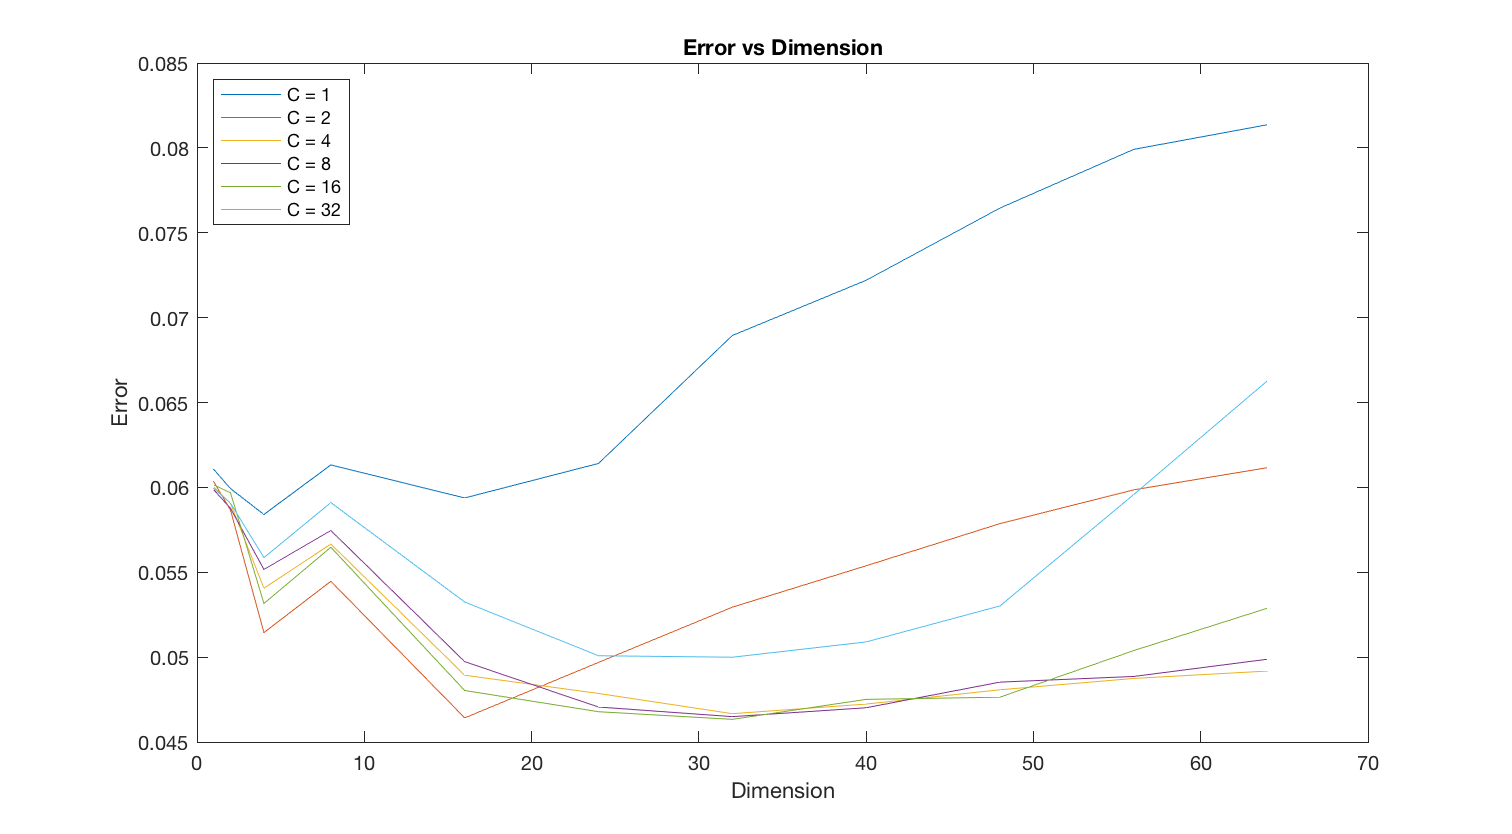 Error vs Dimension
0.085
0.08
0.075
0.07
0.065
0.06
0.055
0.05
0.045
Error
C = 1
C = 2
C = 4
C = 8
C = 16
C = 32
0 10 20 30 40 50 60 70
Dimension